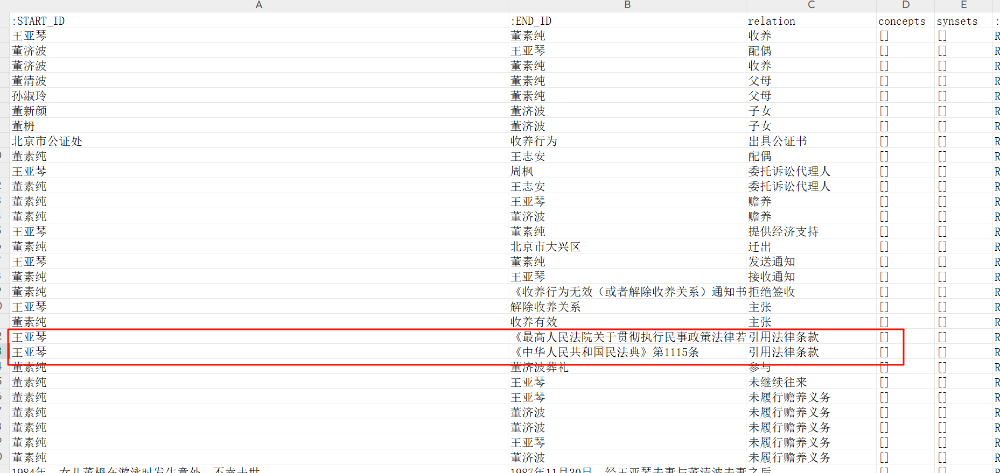 A B C D E
:START_ID :END_ID relation concepts synsets :
王亚琴 董素纯 收养 [] [] R
董济波 王亚琴 配偶 [] [] R
董济波 董素纯 收养 [] [] R
董清波 董素纯 父母 [] [] R
孙淑玲 董素纯 父母 [] [] R
董新颜 董济波 子女 [] [] R
董枬 董济波 子女 [] [] R
北京市公证处 收养行为 出具公证书 [] [] R
董素纯 王志安 配偶 [] [] R
王亚琴 周枫 委托诉讼代理人 [] [] R
董素纯 王志安 委托诉讼代理人 [] [] R
董素纯 王亚琴 赡养 [] [] R
董素纯 董济波 赡养 [] [] R
王亚琴 董素纯 提供经济支持 [] [] R
董素纯 北京市大兴区 迁出 [] [] R
王亚琴 董素纯 发送通知 [] [] R
董素纯 王亚琴 接收通知 [] [] R
董素纯 《收养行为无效（或者解除收养关系）通知书 拒绝签收 [] [] R
王亚琴 解除收养关系 主张 [] [] R
董素纯 收养有效 主张 [] [] R
王亚琴 《最高人民法院关于贯彻执行民事政策法律若 引用法律条款 [] [] R
王亚琴 《中华人民共和国民法典》第1115条 引用法律条款 [] [] R
董素纯 董济波葬礼 参与 [] [] R
董素纯 王亚琴 未继续往来 [] [] R
董素纯 王亚琴 未履行赡养义务 [] [] R
董素纯 董济波 未履行赡养义务 [] [] R
董素纯 董济波 未履行赡养义务 [] [] R
董素纯 王亚琴 未履行赡养义务 [] [] R
董素纯 董济波 未履行赡养义务 [] [] R
1984年，女儿董枬在游泳时发生意外，不幸去世 1987年11月30日，经王亚琴夫妻与董清波夫妻 之后